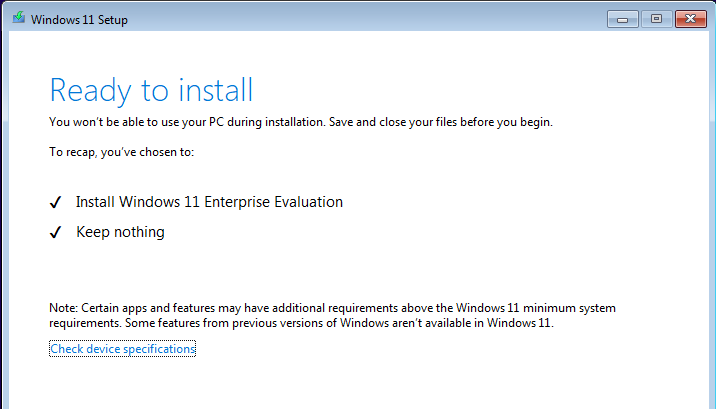 Windows 11 Setup
Ready to install
You won't be able to use your PC during installation. Save and close your files before you begin.
To recap, you've chosen to:
Install Windows 11 Enterprise Evaluation
Keep nothing
Note: Certain apps and features may have additional requirements above the Windows 11 minimum system
requirements. Some features from previous versions of Windows aren't available in Windows 11.
Check device specifications